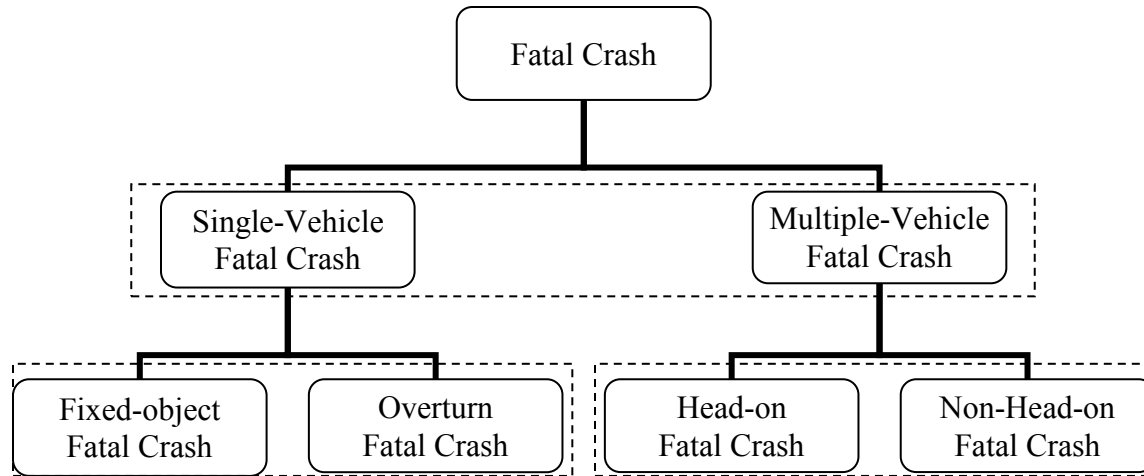 Fatal Crash
Single-Vehicle
Fatal Crash
Multiple-Vehicle
Fatal Crash
Fixed-object
Fatal Crash
Overturn
Fatal Crash
Head-on
Fatal Crash
Non-Head-on
Fatal Crash